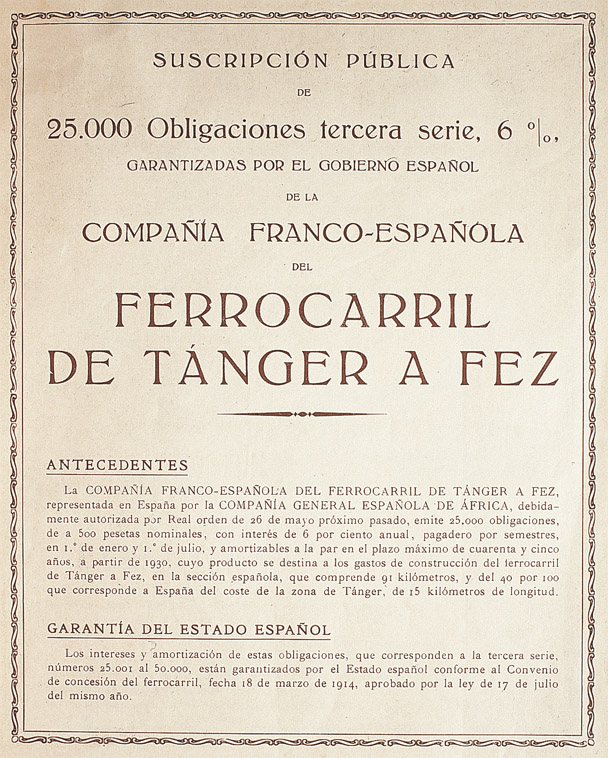 SUSCRIPCIÓN PÚBLICA
DE
25.000 Obligaciones tercera serie, 6 %,
GARANTIZADAS POR EL GOBIERNO ESPAÑOL
DE LA
COMPAÑÍA FRANCO-ESPAÑOLA
DEL
FERROCARRIL
DE TÁNGER A FEZ
ANTECEDENTES
La COMPAÑÍA FRANCO-ESPAÑOLA DEL FERROCARRIL DE TÁNGER A FEZ,
representada en España por la COMPAÑÍA GENERAL ESPAÑOLA DE ÁFRICA, debida-
mente autorizada por Real orden de 26 de mayo próximo pasado, emite 25.000 obligaciones,
de a 500 pesetas nominales, con interés de 6 por ciento anual, pagadero por semestres,
en 1.° de enero y 1.° de julio, y amortizables a la par en el plazo máximo de cuarenta y cinco
años, a partir de 1930, cuyo producto se destina a los gastos de construcción del ferrocarril
de Tánger a Fez, en la sección española, que comprende 91 kilómetros, y del 40 por 100
que corresponde a España del coste de la zona de Tánger, de 15 kilómetros de longitud.
GARANTÍA DEL ESTADO ESPAÑOL
Los intereses y amortización de estas obligaciones, que corresponden a la tercera serie,
números 25.001 al 50.000, están garantizados por el Estado español conforme al Convenio
de concesión del ferrocarril, fecha 18 de marzo de 1914, aprobado por la ley de 17 de julio
del mismo año.